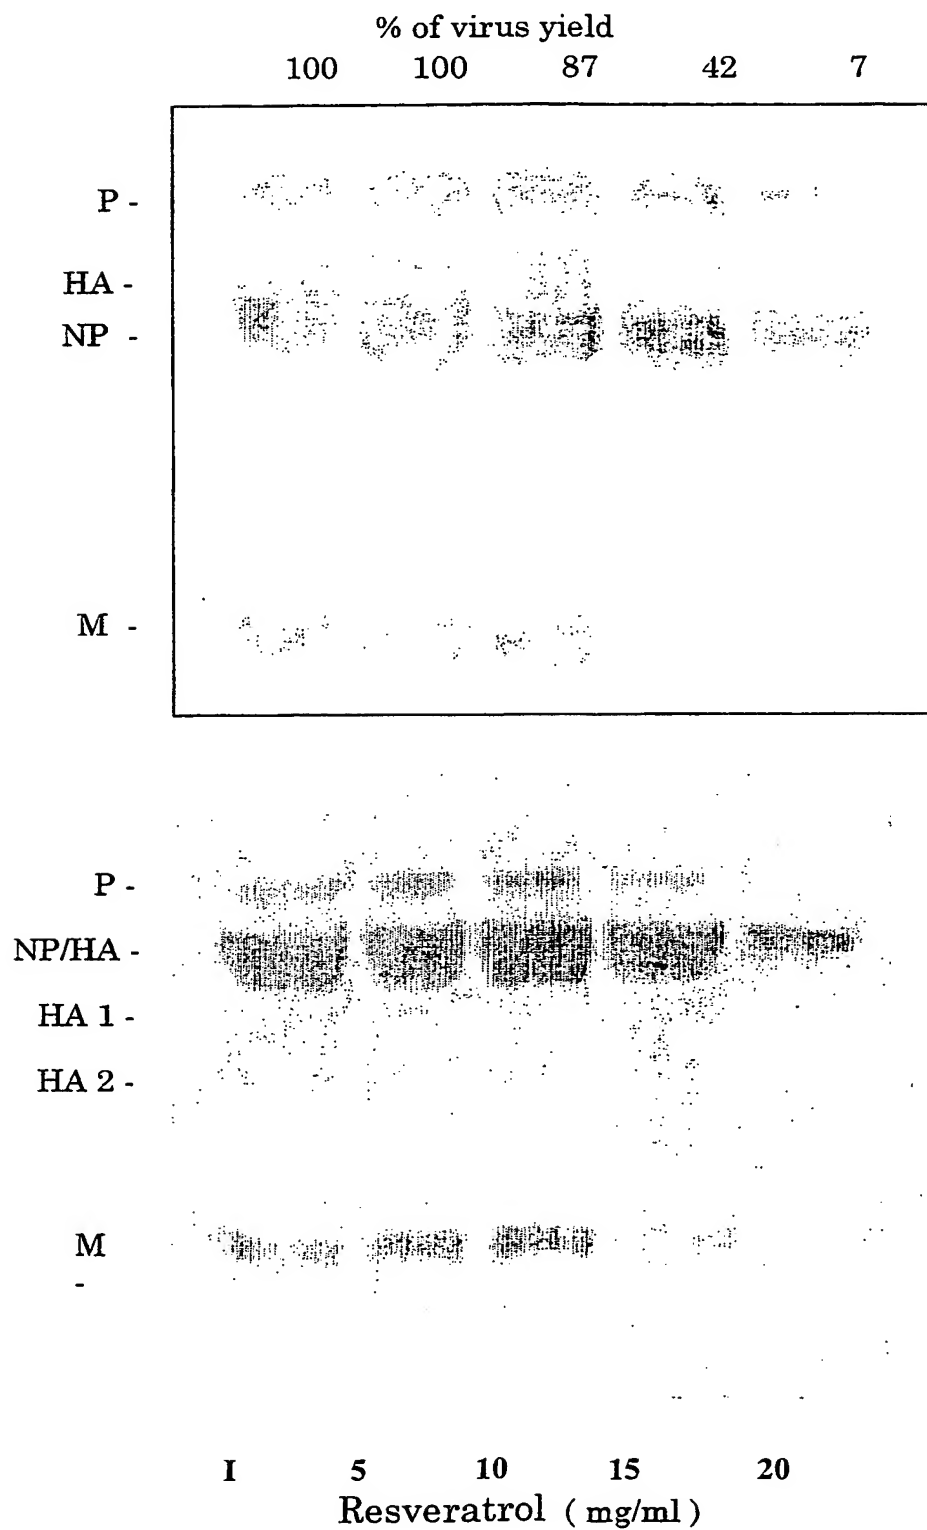 % of virus yield
100 100 87 42 7
P -
HA -
NP -
M -
P -
NP/HA -
HA 1 -
HA 2 -
M
-
I 5 10 15 20
Resveratrol ( mg/ml )